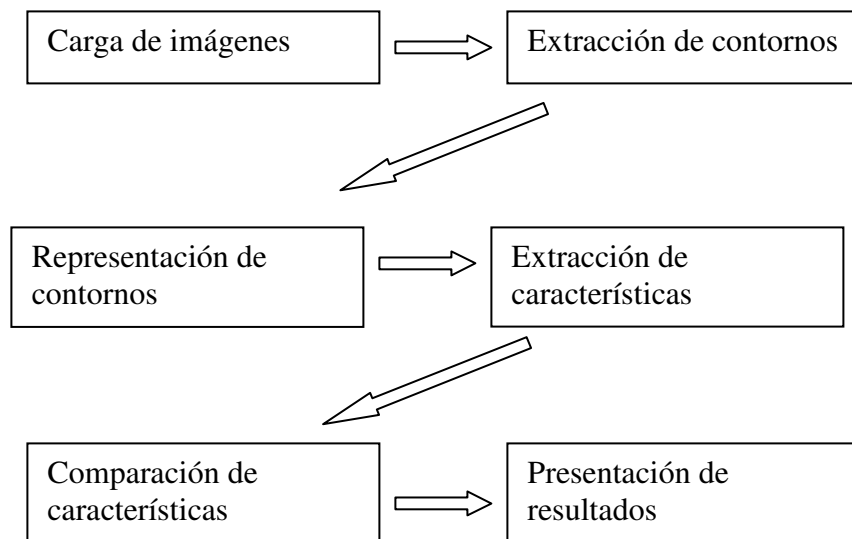 Carga de imágenes
Extracción de contornos
Representación de
contornos
Extracción de
características
Comparación de
características
Presentación de
resultados